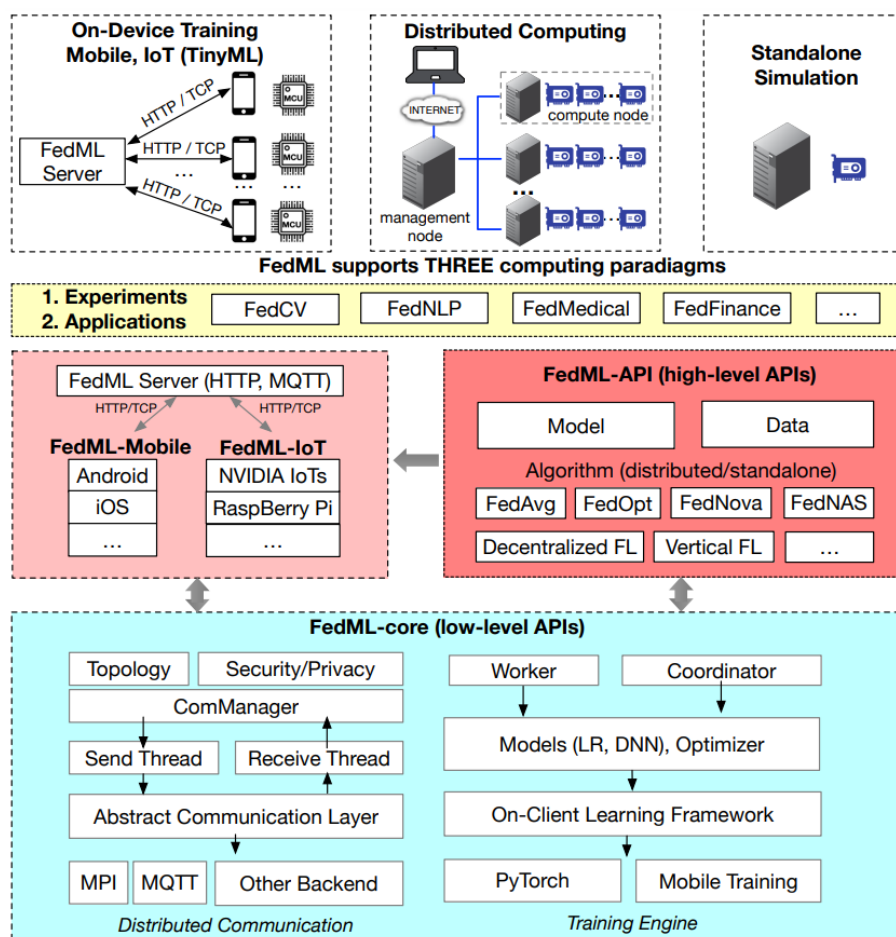 On-Device Training
Mobile, IoT (TinyML)
HTTP / TCP
MCU
FedML
Server
HTTP / TCP
...
...
...
HTTP / TCP
MCU
Distributed Computing
INTERNET
...
compute node
...
...
management
node
...
Standalone
Simulation
FedML supports THREE computing paradiagms
1. Experiments
2. Applications
FedCV
FedNLP
FedMedical
FedFinance
...
FedML Server (HTTP, MQTT)
HTTP/TCP
HTTP/TCP
FedML-Mobile
Android
iOS
...
FedML-IoT
NVIDIA IoTs
RaspBerry Pi
...
FedML-API (high-level APIs)
Model
Data
Algorithm (distributed/standalone)
FedAvg
FedOpt
FedNova
FedNAS
Decentralized FL
Vertical FL
...
FedML-core (low-level APIs)
Topology
Security/Privacy
ComManager
Send Thread
Receive Thread
Abstract Communication Layer
MPI
MQTT
Other Backend
Distributed Communication
Worker
Coordinator
Models (LR, DNN), Optimizer
On-Client Learning Framework
PyTorch
Mobile Training
Training Engine